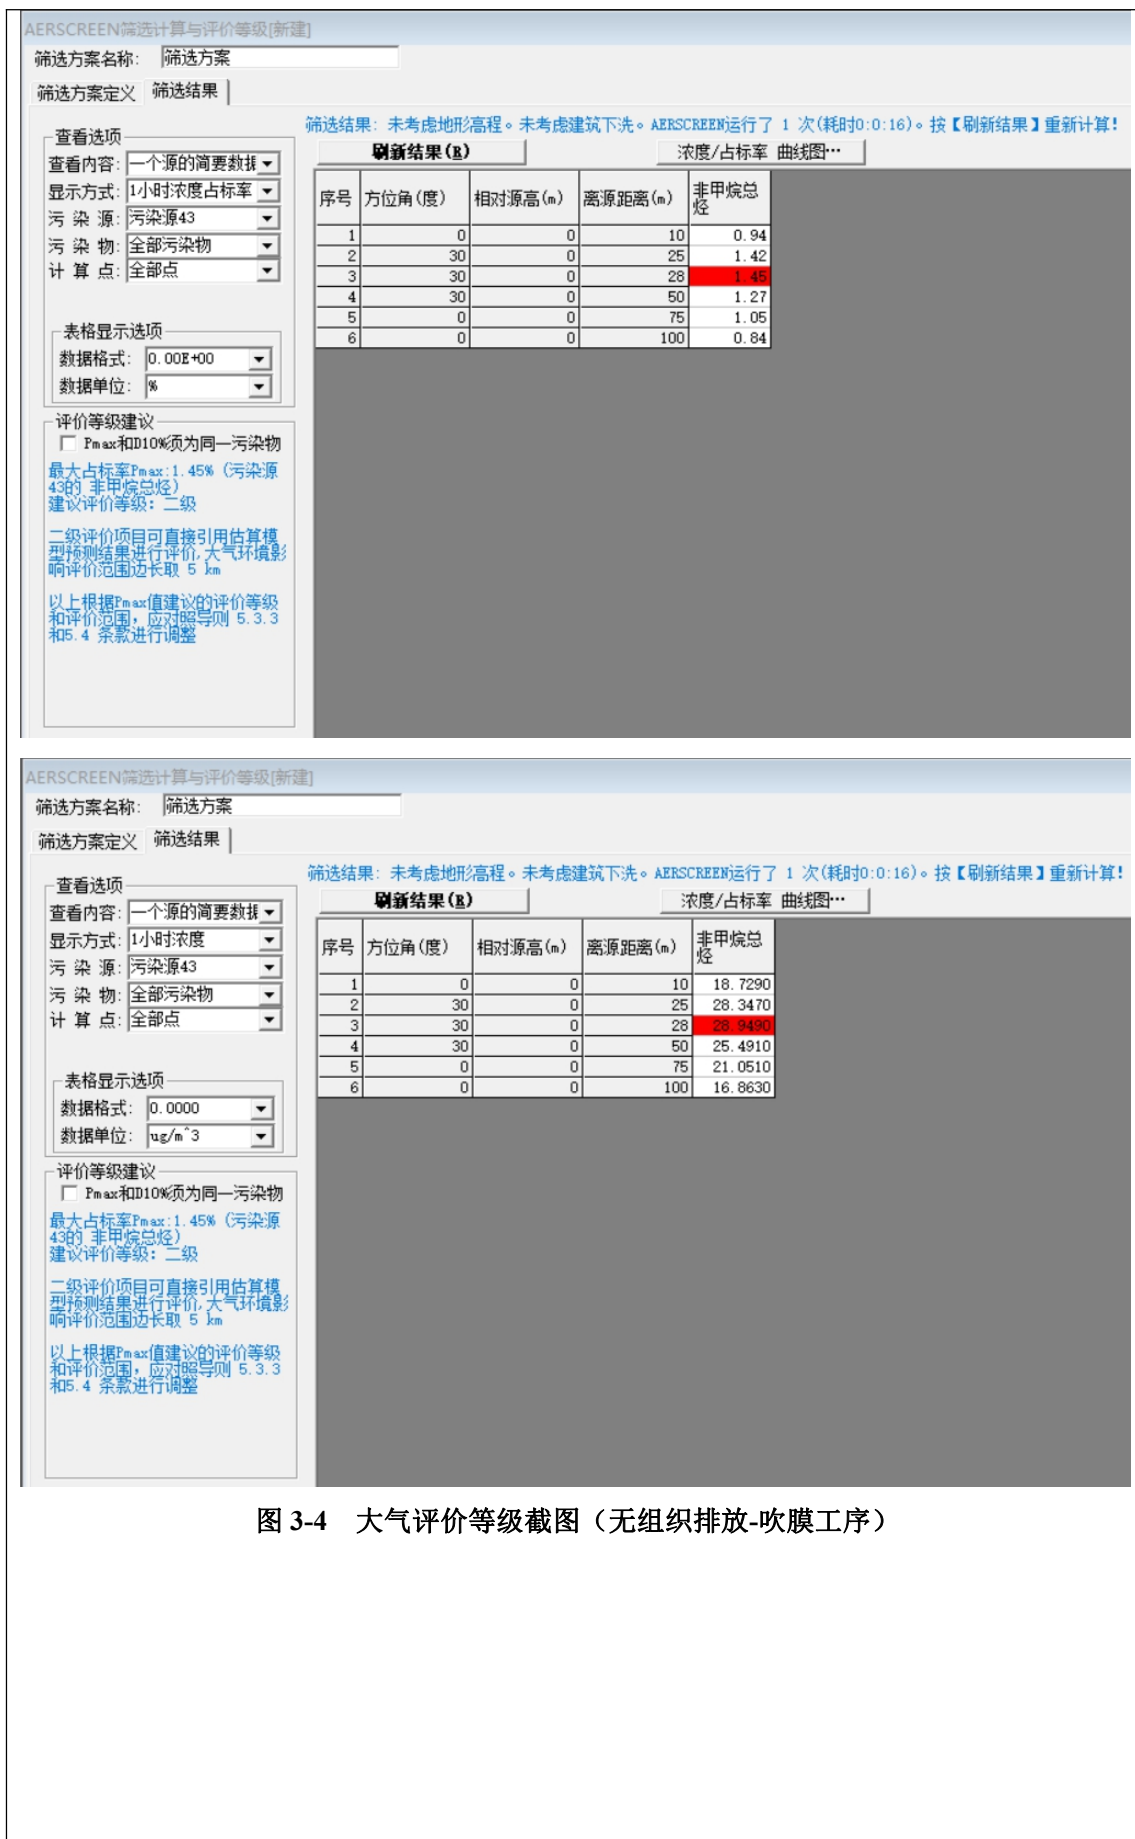 AERSCREEN筛选计算与评价等级[新建]
筛选方案名称: 筛选方案
筛选方案定义 筛选结果
筛选结果: 未考虑地形高程。未考虑建筑下洗。AERSCREEN运行了 1 次(耗时0:0:16)。按【刷新结果】重新计算!
查看选项
查看内容: 一个源的简要数据
显示方式: 1小时浓度占标率
污 染 源: 污染源43
污 染 物: 全部污染物
计 算 点: 全部点
表格显示选项
数据格式: 0.00E+00
数据单位: %
评价等级建议
Pmax和D10%须为同一污染物
最大占标率Pmax:1.45% (污染源
43的 非甲烷总烃)
建议评价等级: 二级
二级评价项目可直接引用估算模
型预测结果进行评价,大气环境影
响评价范围边长取 5 km
以上根据Pmax值建议的评价等级
和评价范围，应对照导则 5.3.3
和5.4 条款进行调整
刷新结果(R) 浓度/占标率 曲线图…
序号 方位角(度) 相对源高(m) 离源距离(m) 非甲烷总烃
1 0 0 10 0.94
2 30 0 25 1.42
3 30 0 28 1.45
4 30 0 50 1.27
5 0 0 75 1.05
6 0 0 100 0.84
AERSCREEN筛选计算与评价等级[新建]
筛选方案名称: 筛选方案
筛选方案定义 筛选结果
筛选结果: 未考虑地形高程。未考虑建筑下洗。AERSCREEN运行了 1 次(耗时0:0:16)。按【刷新结果】重新计算!
查看选项
查看内容: 一个源的简要数据
显示方式: 1小时浓度
污 染 源: 污染源43
污 染 物: 全部污染物
计 算 点: 全部点
表格显示选项
数据格式: 0.0000
数据单位: ug/m^3
评价等级建议
Pmax和D10%须为同一污染物
最大占标率Pmax:1.45% (污染源
43的 非甲烷总烃)
建议评价等级: 二级
二级评价项目可直接引用估算模
型预测结果进行评价,大气环境影
响评价范围边长取 5 km
以上根据Pmax值建议的评价等级
和评价范围，应对照导则 5.3.3
和5.4 条款进行调整
刷新结果(R) 浓度/占标率 曲线图…
序号 方位角(度) 相对源高(m) 离源距离(m) 非甲烷总烃
1 0 0 10 18.7290
2 30 0 25 28.3470
3 30 0 28 28.9490
4 30 0 50 25.4910
5 0 0 75 21.0510
6 0 0 100 16.8630
图 3-4 大气评价等级截图（无组织排放-吹膜工序）